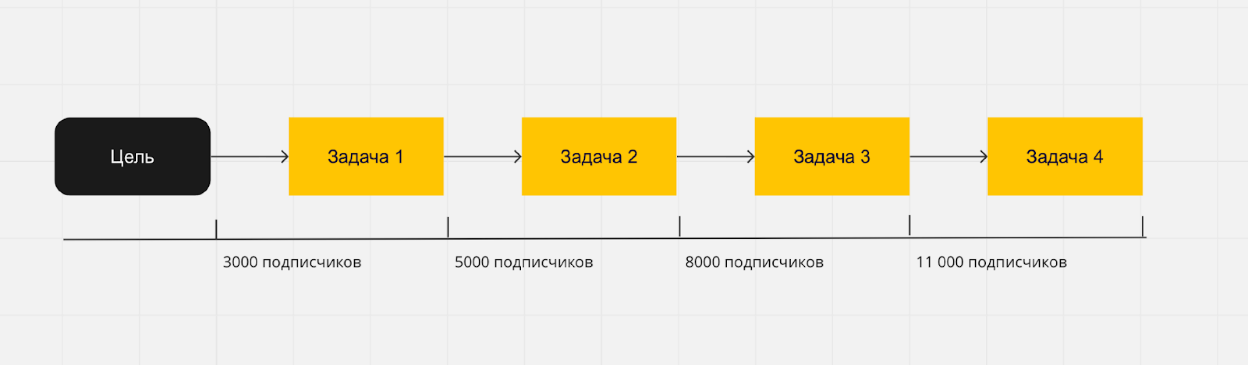 Цель
Задача 1
Задача 2
Задача 3
Задача 4
3000 подписчиков
5000 подписчиков
8000 подписчиков
11 000 подписчиков